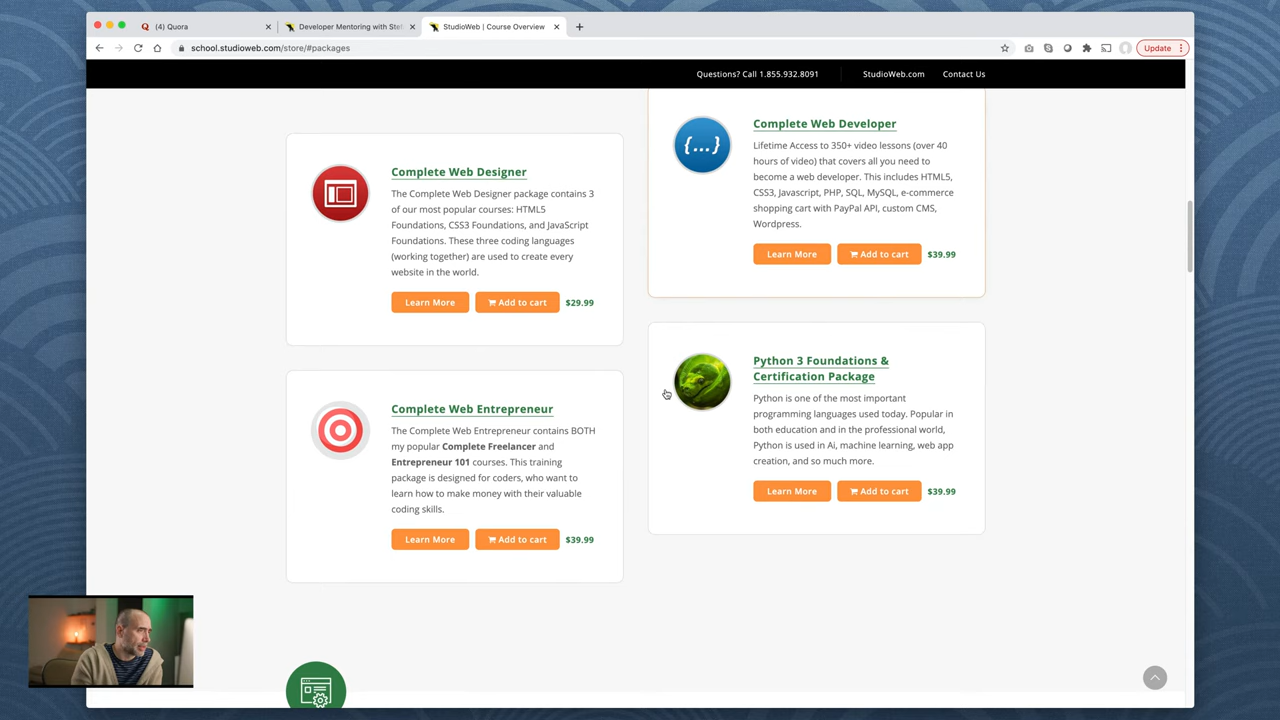 (4) Quora
Developer Mentoring with Ste
StudioWeb | Course Overview
school.studioweb.com/store/#packages
Update
Questions? Call 1.855.932.8091
StudioWeb.com
Contact Us
Complete Web Designer
The Complete Web Designer package contains 3
of our most popular courses: HTML5
Foundations, CSS3 Foundations, and JavaScript
Foundations. These three coding languages
(working together) are used to create every
website in the world.
Learn More
Add to cart
$29.99
Complete Web Developer
{...}
Lifetime Access to 350+ video lessons (over 40
hours of video) that covers all you need to
become a web developer. This includes HTML5,
CSS3, Javascript, PHP, SQL, MySQL, e-commerce
shopping cart with PayPal API, custom CMS,
Wordpress.
Learn More
Add to cart
$39.99
Complete Web Entrepreneur
The Complete Web Entrepreneur contains BOTH
my popular Complete Freelancer and
Entrepreneur 101 courses. This training
package is designed for coders, who want to
learn how to make money with their valuable
coding skills.
Learn More
Add to cart
$39.99
Python 3 Foundations &
Certification Package
Python is one of the most important
programming languages used today. Popular in
both education and in the professional world,
Python is used in Ai, machine learning, web app
creation, and so much more.
Learn More
Add to cart
$39.99